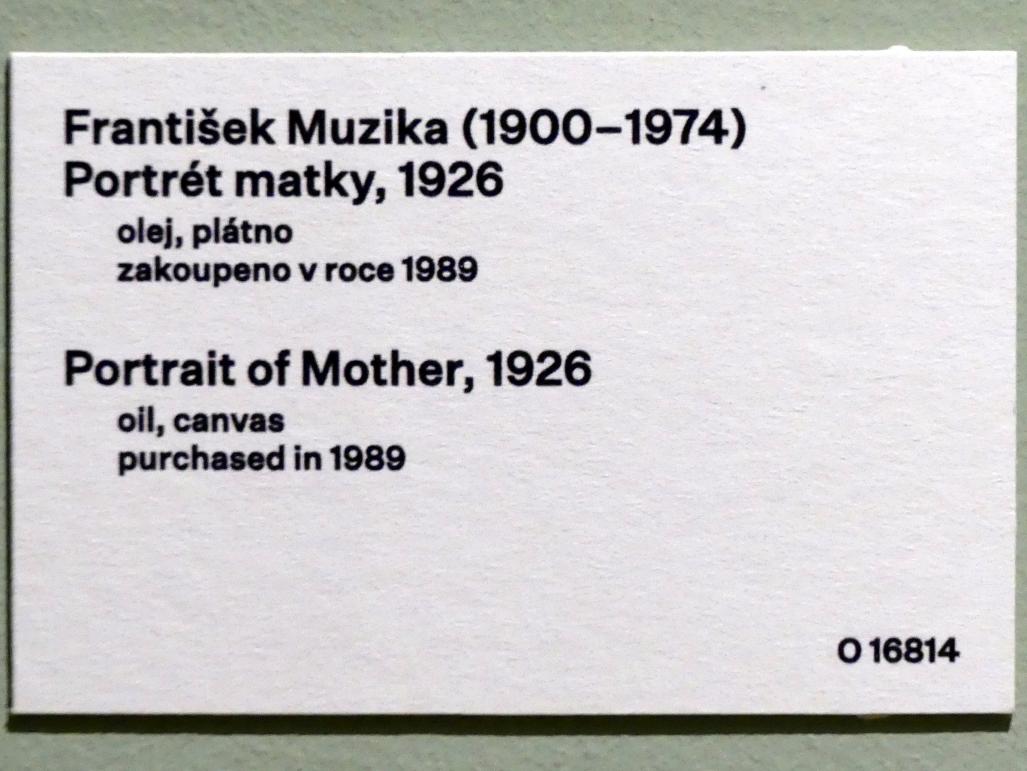 František Muzika (1900–1974)
Portrét matky, 1926
olej, plátno
zakoupeno v roce 1989
Portrait of Mother, 1926
oil, canvas
purchased in 1989
O 16814